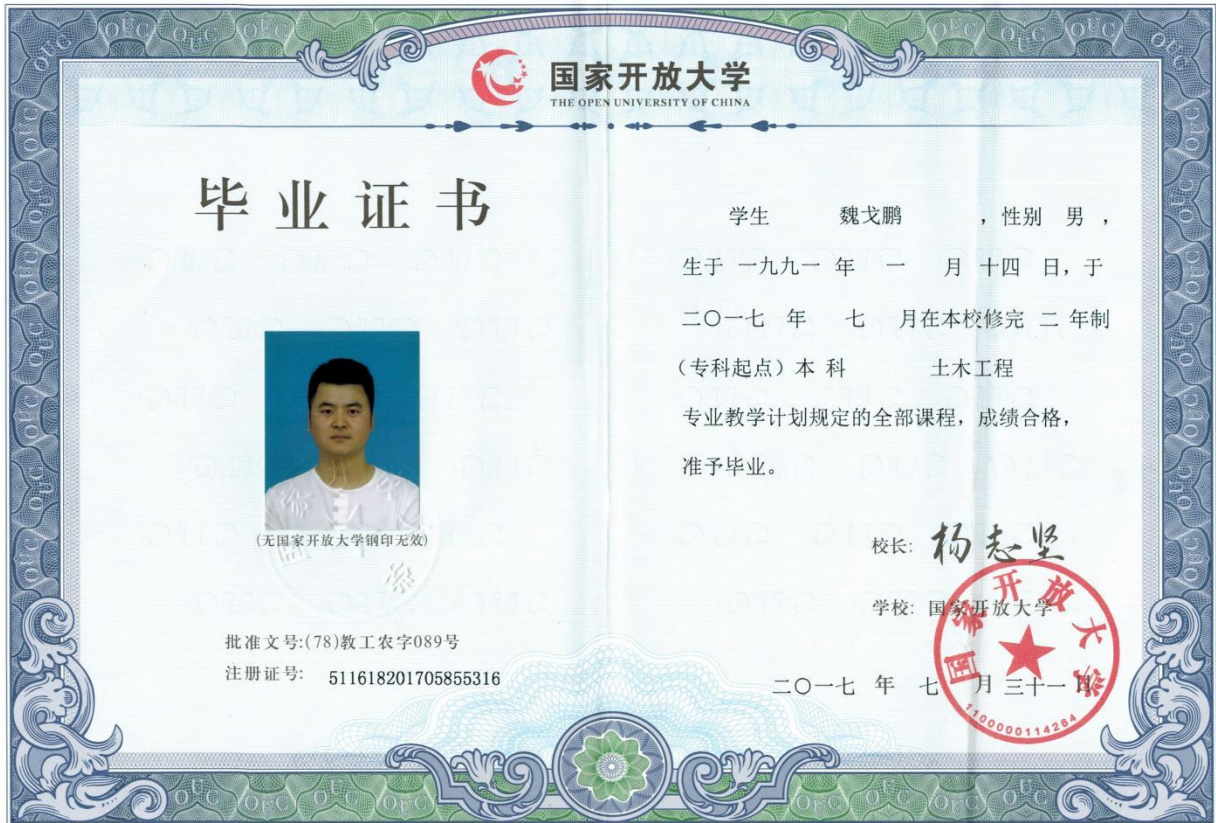 国家开放大学
THE OPEN UNIVERSITY OF CHINA
毕业证书
(无国家开放大学钢印无效)
批准文号:(78)教工农字089号
注册证号: 511618201705855316
学生 魏戈鹏 ，性别 男 ，
生于 一九九一 年 一 月 十四 日，于
二〇一七 年 七 月在本校修完 二 年制
（专科起点）本 科 土木工程
专业教学计划规定的全部课程，成绩合格，
准予毕业。
校长: 杨志坚
学校: 国家开放大学
二〇一七 年 七 月 三十一 日
国家开放大学
1100000114264
OUC